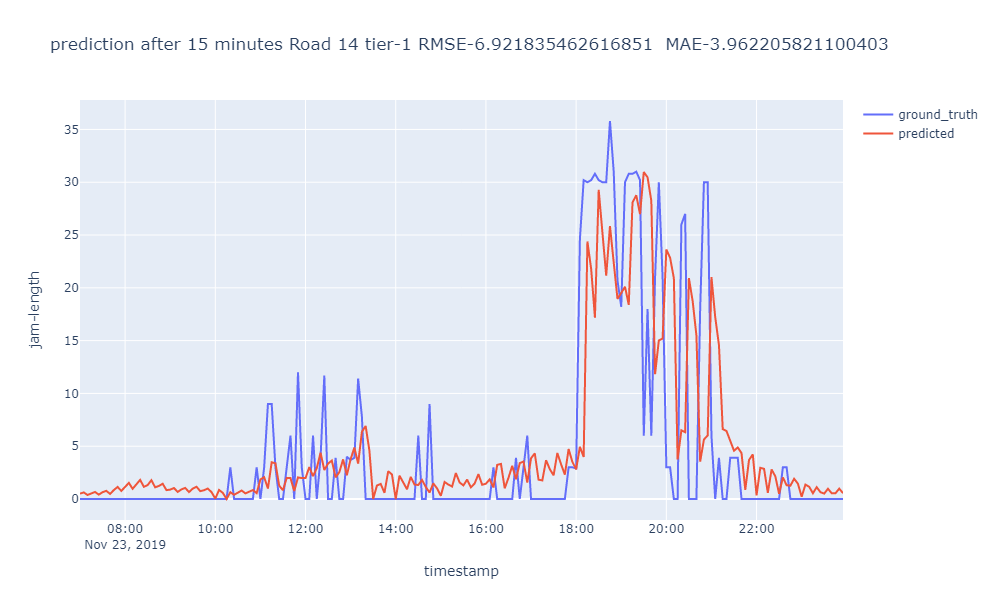 prediction after 15 minutes Road 14 tier-1 RMSE-6.921835462616851  MAE-3.962205821100403
ground_truth
predicted
35
30
25
20
15
10
5
0
jam-length
08:00 10:00 12:00 14:00 16:00 18:00 20:00 22:00
Nov 23, 2019
timestamp